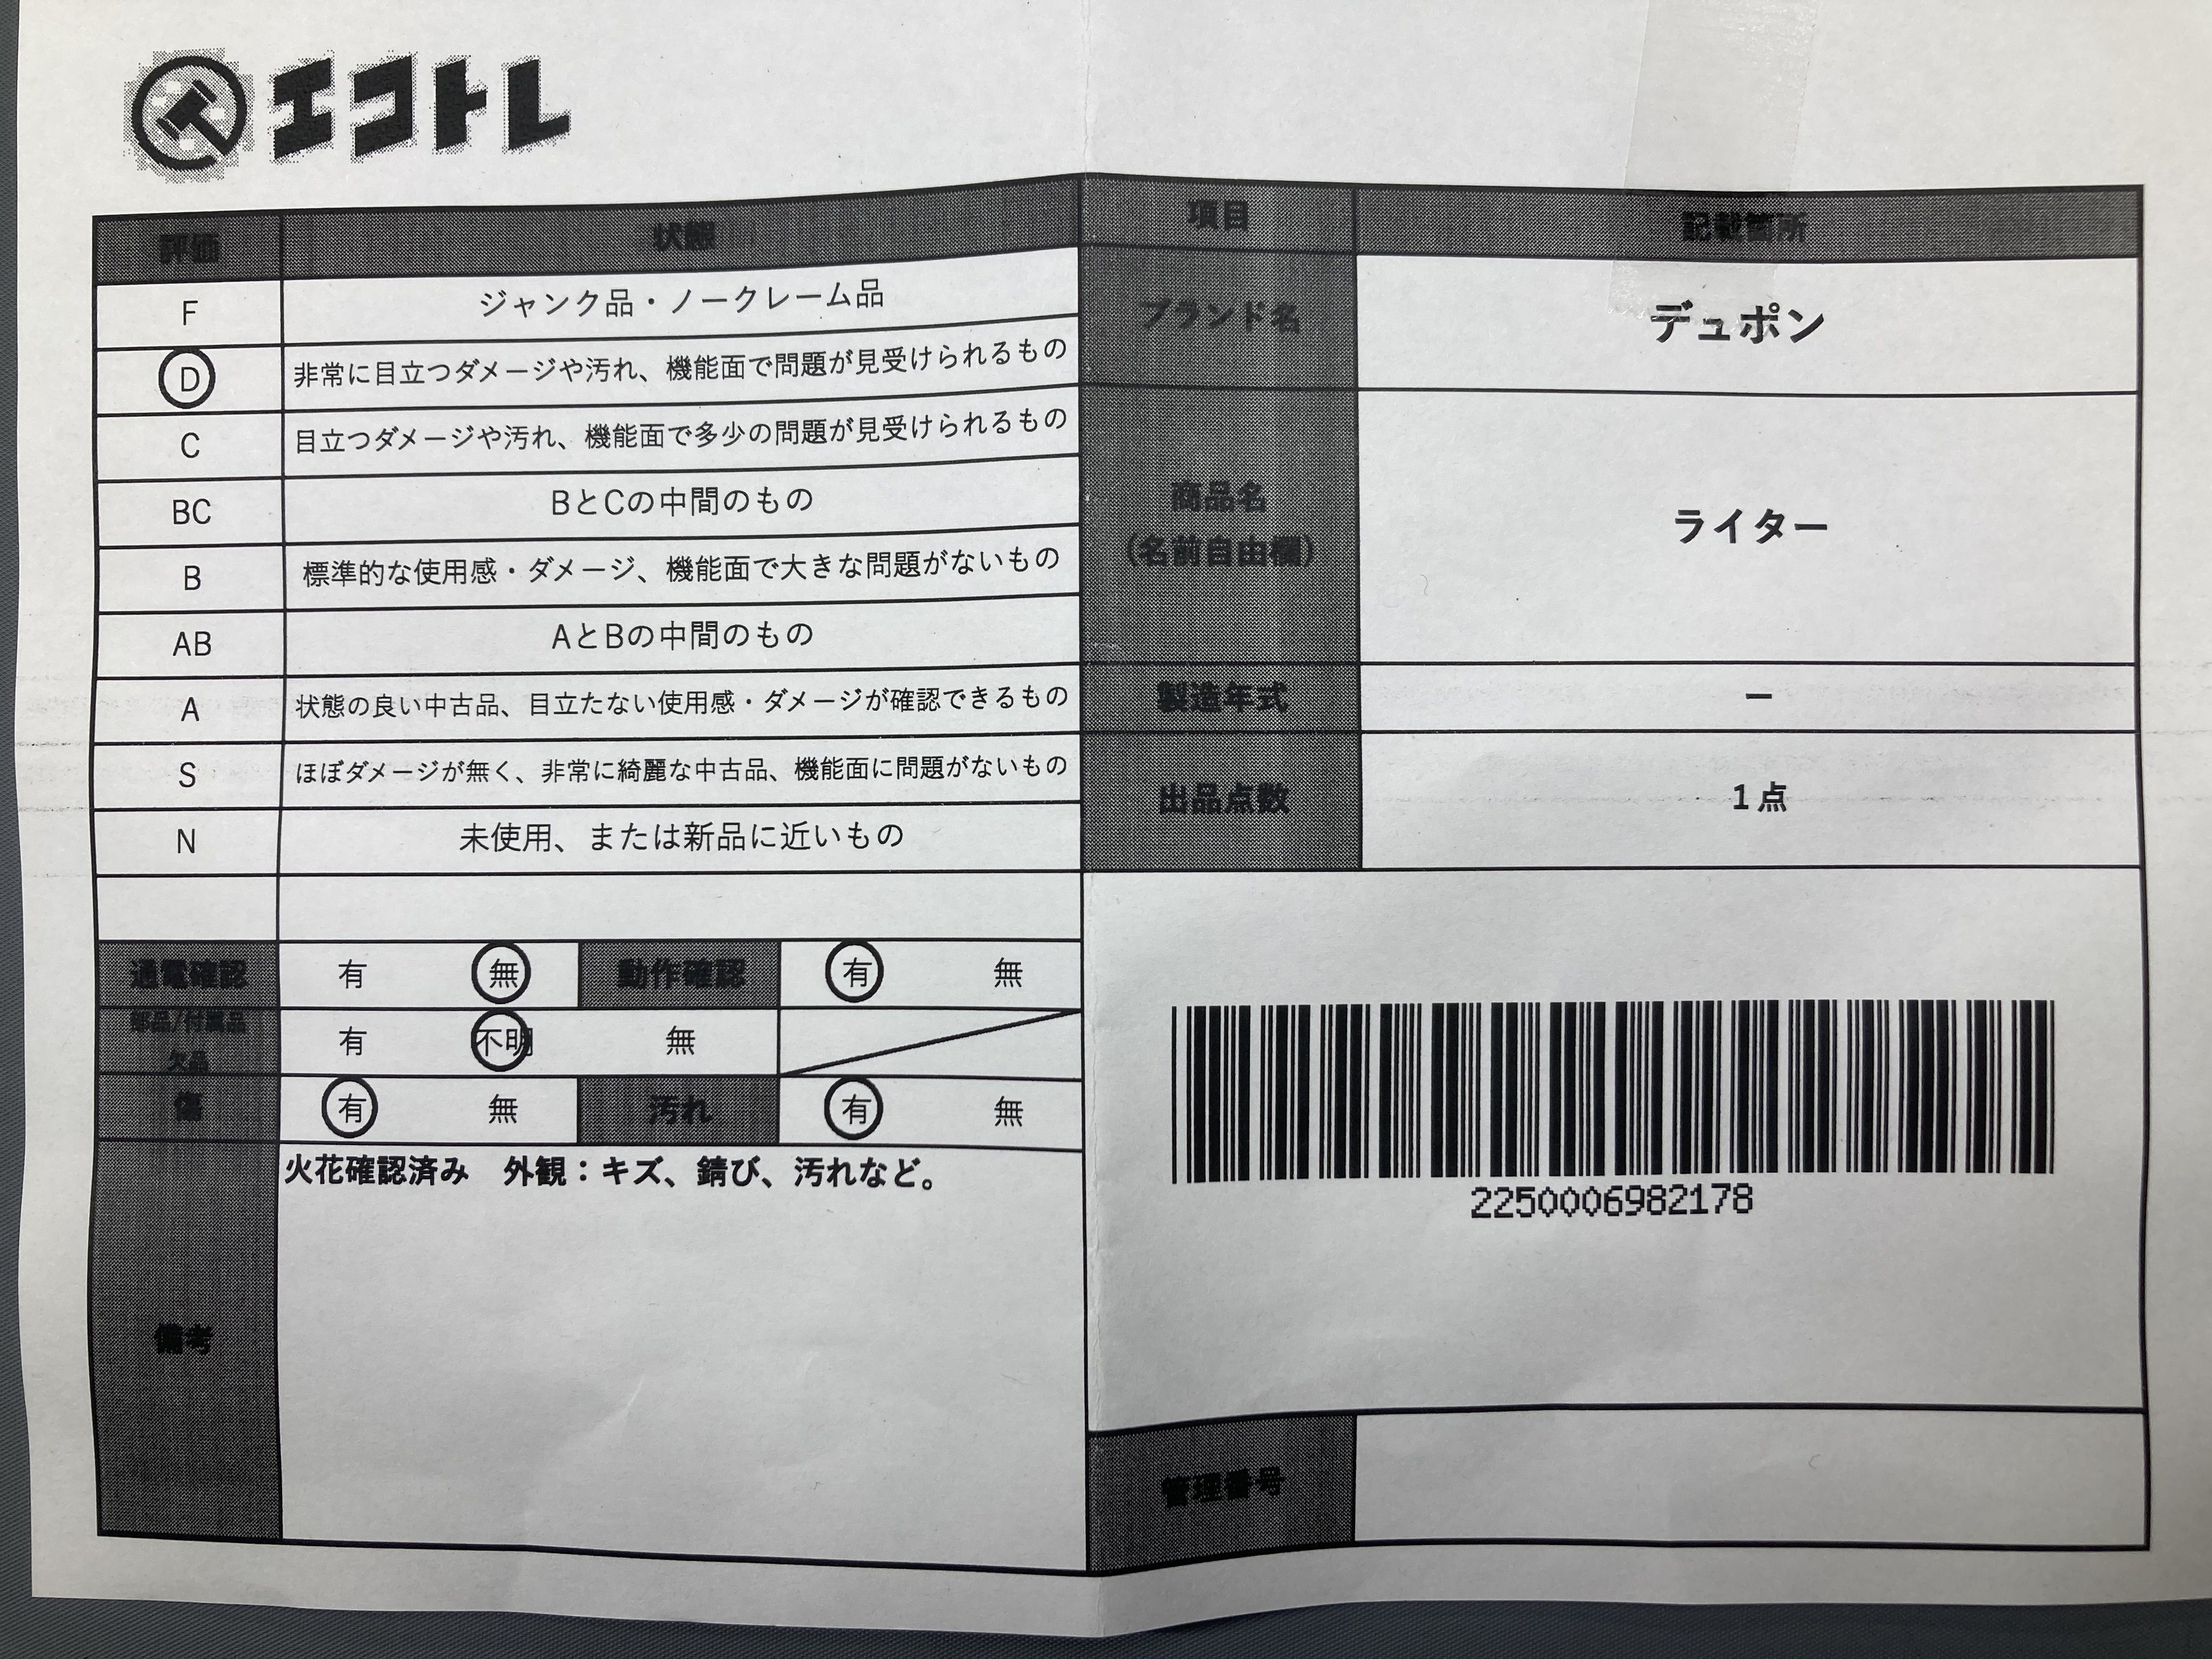 エコトレ
評価 状態
F ジャンク品・ノークレーム品
D 非常に目立つダメージや汚れ、機能面で問題が見受けられるもの
C 目立つダメージや汚れ、機能面で多少の問題が見受けられるもの
BC BとCの中間のもの
B 標準的な使用感・ダメージ、機能面で大きな問題がないもの
AB AとBの中間のもの
A 状態の良い中古品、目立たない使用感・ダメージが確認できるもの
S ほぼダメージが無く、非常に綺麗な中古品、機能面に問題がないもの
N 未使用、または新品に近いもの
通電確認 有 無 動作確認 有 無
部品/付属品
欠品 有 不明 無
傷 有 無 汚れ 有 無
備考 火花確認済み 外観：キズ、錆び、汚れなど。
項目 記載箇所
ブランド名 デュポン
商品名
(名前自由欄) ライター
製造年式 ー
出品点数 1点
2250006982178
管理番号